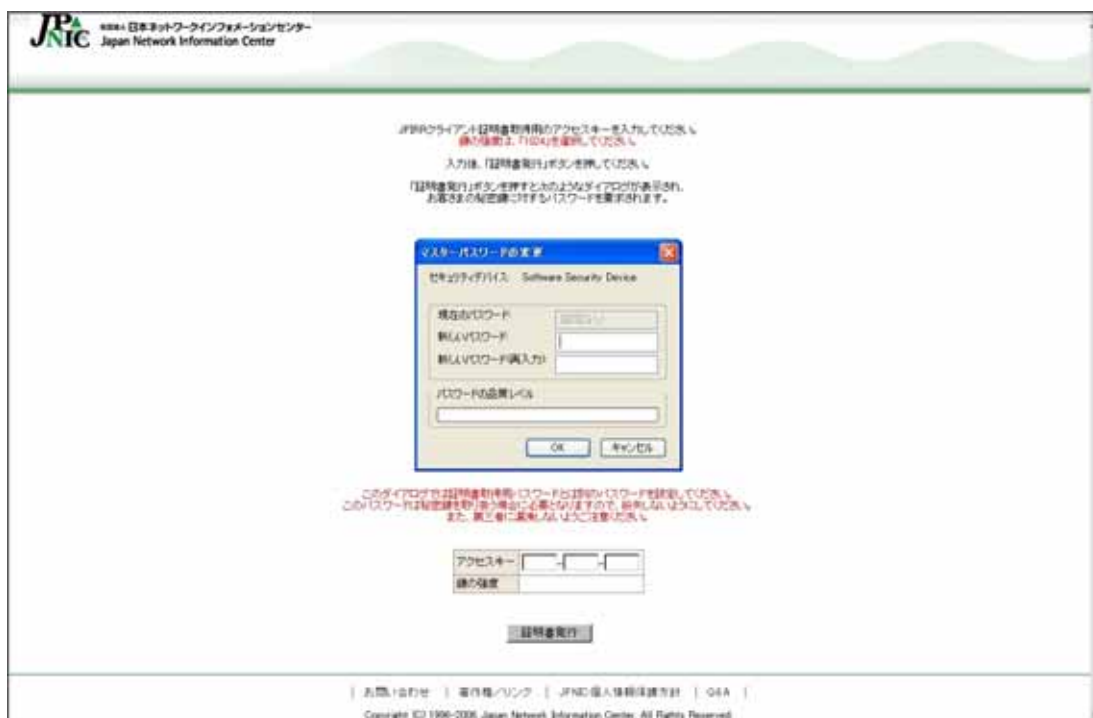 JPNIC 社団法人 日本ネットワークインフォメーションセンター
Japan Network Information Center
JPIRRクライアント証明書取得用のアクセスキーを入力してください。
鍵の強度は、「1024」を選択してください。
入力後、「証明書発行」ボタンを押してください。
「証明書発行」ボタンを押すと次のようなダイアログが表示され、
お客さまの秘密鍵に対するパスワードを要求されます。
マスターパスワードの変更
セキュリティデバイス: Software Security Device
現在のパスワード
新しいパスワード
新しいパスワード(再入力)
パスワードの品質レベル
OK キャンセル
このダイアログでは証明書取得用パスワードとは別のパスワードを設定してください。
このパスワードは秘密鍵を取り扱う場合に必要となりますので、紛失しないようにしてください。
また、第三者に漏洩しないようご注意ください。
アクセスキー - -
鍵の強度
証明書発行
| お問い合わせ | 著作権/リンク | JPNIC個人情報保護方針 | Q&A |
Copyright (C) 1996-2006 Japan Network Information Center. All Rights Reserved.